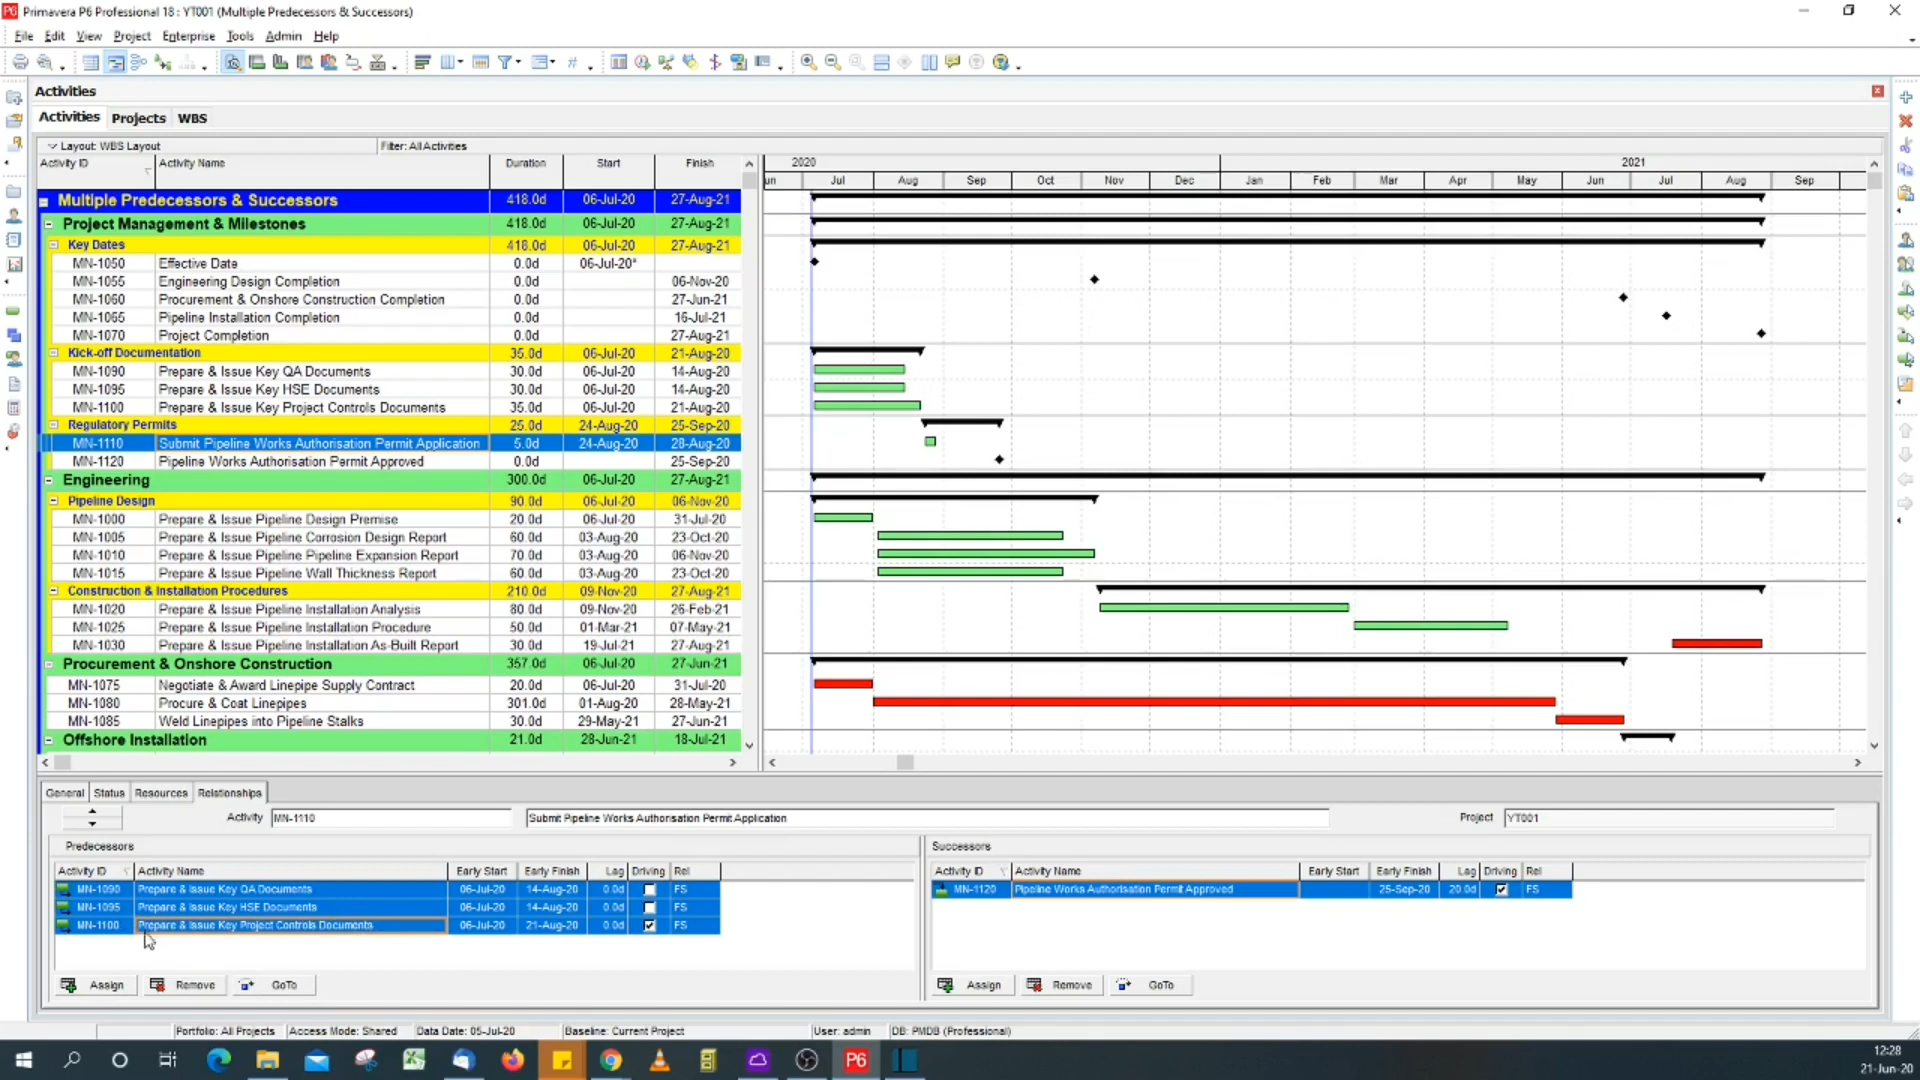 Primavera P6 Professional 18 : YT001 (Multiple Predecessors & Successors)
File Edit View Project Enterprise Tools Admin Help
Activities
Activities Projects WBS
Layout: WBS Layout Filter: All Activities
Activity ID Activity Name Duration Start Finish
2020 2021
un Jul Aug Sep Oct Nov Dec Jan Feb Mar Apr May Jun Jul Aug Sep
Multiple Predecessors & Successors 418.0d 06-Jul-20 27-Aug-21
Project Management & Milestones 418.0d 06-Jul-20 27-Aug-21
Key Dates 418.0d 06-Jul-20 27-Aug-21
MN-1050 Effective Date 0.0d 06-Jul-20*
MN-1055 Engineering Design Completion 0.0d 06-Nov-20
MN-1060 Procurement & Onshore Construction Completion 0.0d 27-Jun-21
MN-1065 Pipeline Installation Completion 0.0d 16-Jul-21
MN-1070 Project Completion 0.0d 27-Aug-21
Kick-off Documentation 35.0d 06-Jul-20 21-Aug-20
MN-1090 Prepare & Issue Key QA Documents 30.0d 06-Jul-20 14-Aug-20
MN-1095 Prepare & Issue Key HSE Documents 30.0d 06-Jul-20 14-Aug-20
MN-1100 Prepare & Issue Key Project Controls Documents 35.0d 06-Jul-20 21-Aug-20
Regulatory Permits 25.0d 24-Aug-20 25-Sep-20
MN-1110 Submit Pipeline Works Authorisation Permit Application 5.0d 24-Aug-20 28-Aug-20
MN-1120 Pipeline Works Authorisation Permit Approved 0.0d 25-Sep-20
Engineering 300.0d 06-Jul-20 27-Aug-21
Pipeline Design 90.0d 06-Jul-20 06-Nov-20
MN-1000 Prepare & Issue Pipeline Design Premise 20.0d 06-Jul-20 31-Jul-20
MN-1005 Prepare & Issue Pipeline Corrosion Design Report 60.0d 03-Aug-20 23-Oct-20
MN-1010 Prepare & Issue Pipeline Pipeline Expansion Report 70.0d 03-Aug-20 06-Nov-20
MN-1015 Prepare & Issue Pipeline Wall Thickness Report 60.0d 03-Aug-20 23-Oct-20
Construction & Installation Procedures 210.0d 09-Nov-20 27-Aug-21
MN-1020 Prepare & Issue Pipeline Installation Analysis 80.0d 09-Nov-20 26-Feb-21
MN-1025 Prepare & Issue Pipeline Installation Procedure 50.0d 01-Mar-21 07-May-21
MN-1030 Prepare & Issue Pipeline Installation As-Built Report 30.0d 19-Jul-21 27-Aug-21
Procurement & Onshore Construction 357.0d 06-Jul-20 27-Jun-21
MN-1075 Negotiate & Award Linepipe Supply Contract 20.0d 06-Jul-20 31-Jul-20
MN-1080 Procure & Coat Linepipes 301.0d 01-Aug-20 28-May-21
MN-1085 Weld Linepipes into Pipeline Stalks 30.0d 29-May-21 27-Jun-21
Offshore Installation 21.0d 28-Jun-21 18-Jul-21
General Status Resources Relationships
Activity MN-1110 Submit Pipeline Works Authorisation Permit Application Project YT001
Predecessors Successors
Activity ID Activity Name Early Start Early Finish Lag Driving Rel Activity ID Activity Name Early Start Early Finish Lag Driving Rel
MN-1090 Prepare & Issue Key QA Documents 06-Jul-20 14-Aug-20 0.0d FS MN-1120 Pipeline Works Authorisation Permit Approved 25-Sep-20 20.0d FS
MN-1095 Prepare & Issue Key HSE Documents 06-Jul-20 14-Aug-20 0.0d FS
MN-1100 Prepare & Issue Key Project Controls Documents 06-Jul-20 21-Aug-20 0.0d FS
Assign Remove GoTo Assign Remove GoTo
Portfolio: All Projects Access Mode: Shared Data Date: 05-Jul-20 Baseline: Current Project User: admin DB: PMDB (Professional)
P6
12:28
21-Jun-20